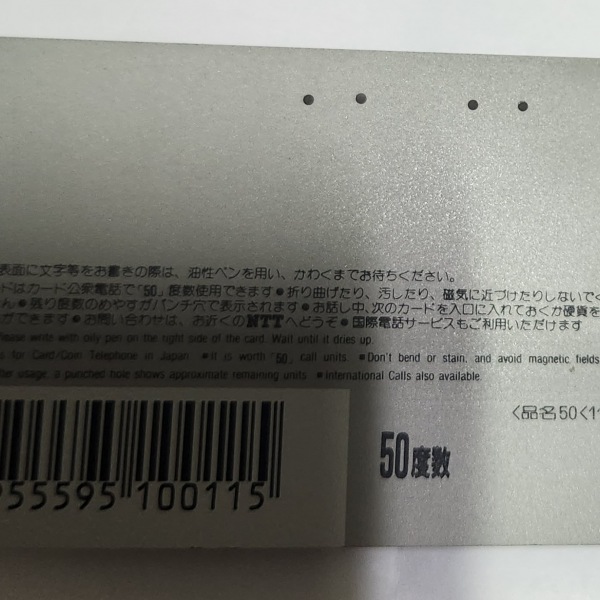 表面に文字等をお書きの際は、油性ペンを用い、かわくまでお待ちください。
ドはカード公衆電話で「50」度数使用できます●折り曲げたり、汚したり、磁気に近づけたりしないでく
ん●残り度数のめやすがパンチ穴で表示されます●お話し中、次のカードを入口に入れておくか硬貨を
ができます●お問い合わせは、お近くのNTTへどうぞ●国際電話サービスもご利用いただけます
lease write with oily pen on the right side of the card. Wait until it dries up.
s for Card/Coin Telephone in Japan. ●It is worth「50」call units. ●Don't bend or stain, and avoid magnetic fields
the usage, a punched hole shows approximate remaining units. ●International Calls also available.
〈品名50〈11
50度数
955595 100115